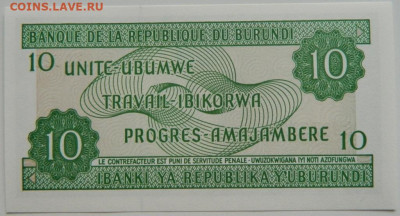 COINS.LAVE.RU
BANQUE DE LA REPUBLIQUE DU BURUNDI
10 UNITE-UBUMWE 10
TRAVAIL-IBIKORWA
10 PROGRES-AMAJAMBERE 10
LE CONTREFACTEUR EST PUNI DE SERVITUDE PENALE - UWUZOKWIGANA IYI NOTI AZOFUNGWA
IBANKI YA REPUBLIKA Y'UBURUNDI